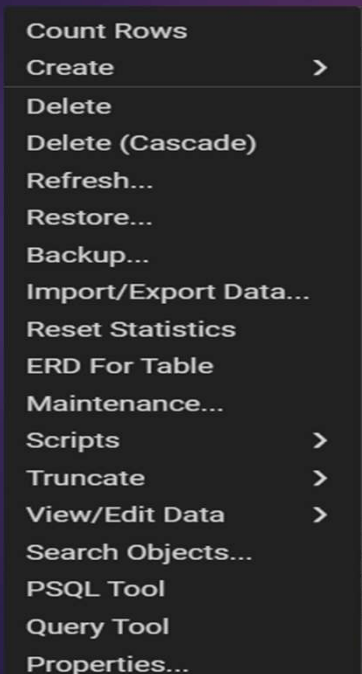 Count Rows
Create
Delete
Delete (Cascade)
Refresh...
Restore...
Backup...
Import/Export Data...
Reset Statistics
ERD For Table
Maintenance...
Scripts
Truncate
View/Edit Data
Search Objects...
PSQL Tool
Query Tool
Properties...